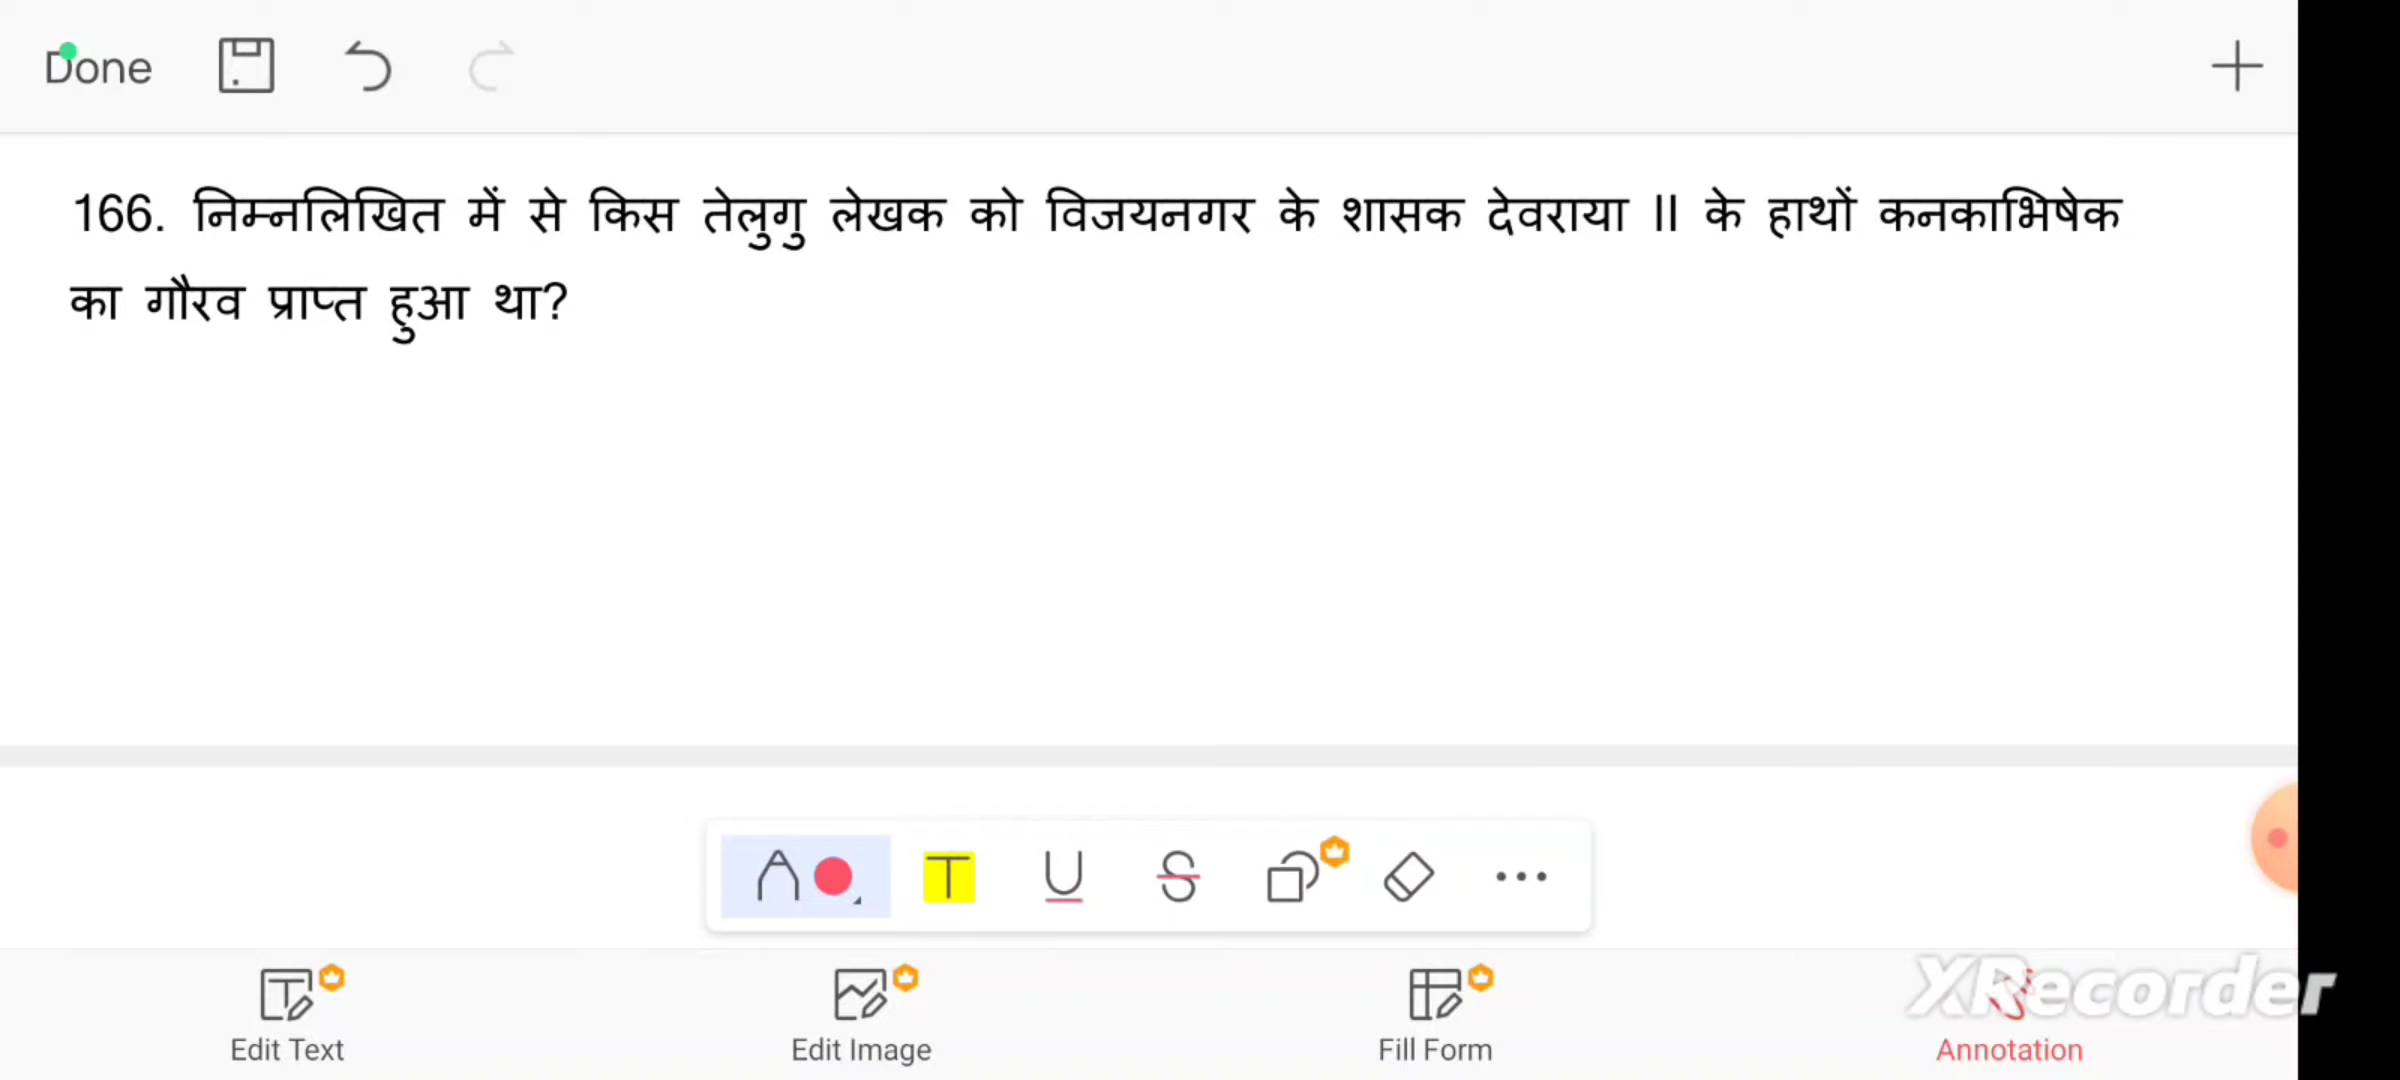 Done
166. निम्नलिखित में से किस तेलुगु लेखक को विजयनगर के शासक देवराया II के हाथों कनकाभिषेक
का गौरव प्राप्त हुआ था?
A T U S
XRecorder
Edit Text Edit Image Fill Form Annotation